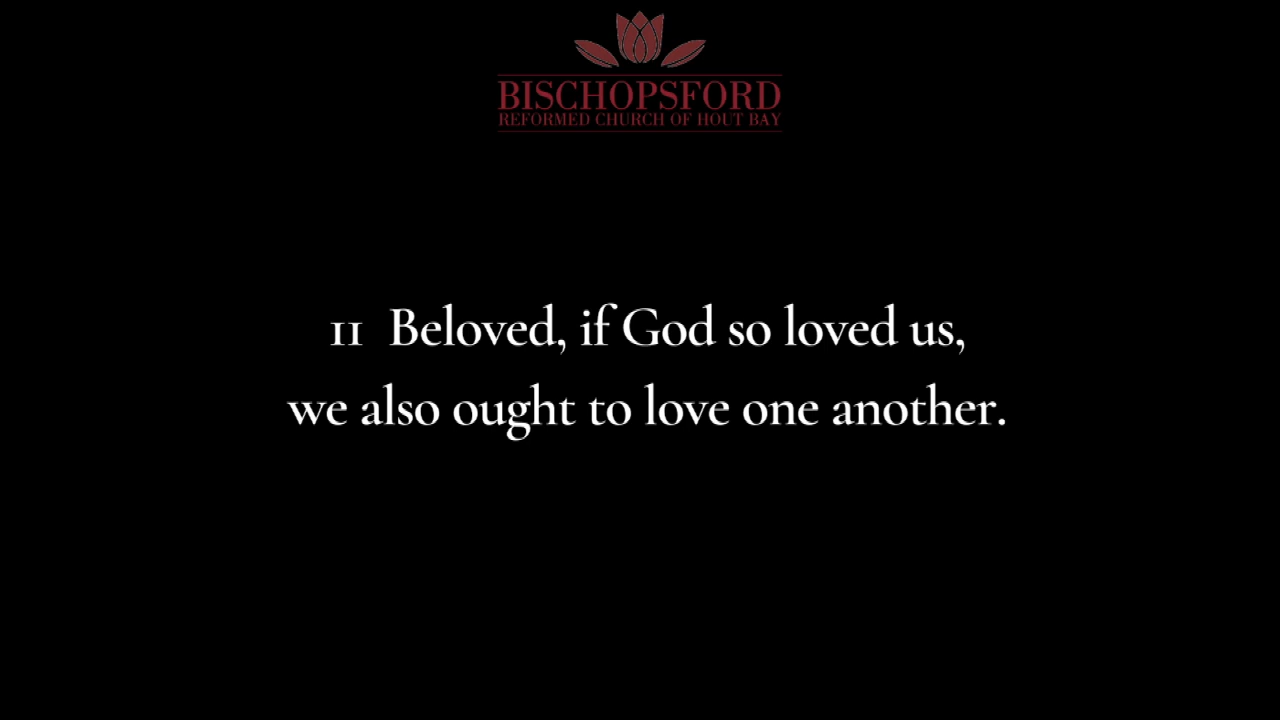 BISCHOPSFORD
REFORMED CHURCH OF HOUT BAY
11 Beloved, if God so loved us,
we also ought to love one another.